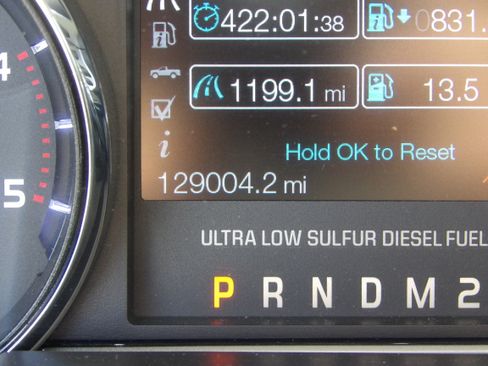 422:01:38 0831.
4
1199.1 mi 13.5
Hold OK to Reset
i
129004.2 mi
5
ULTRA LOW SULFUR DIESEL FUEL
P R N D M 2